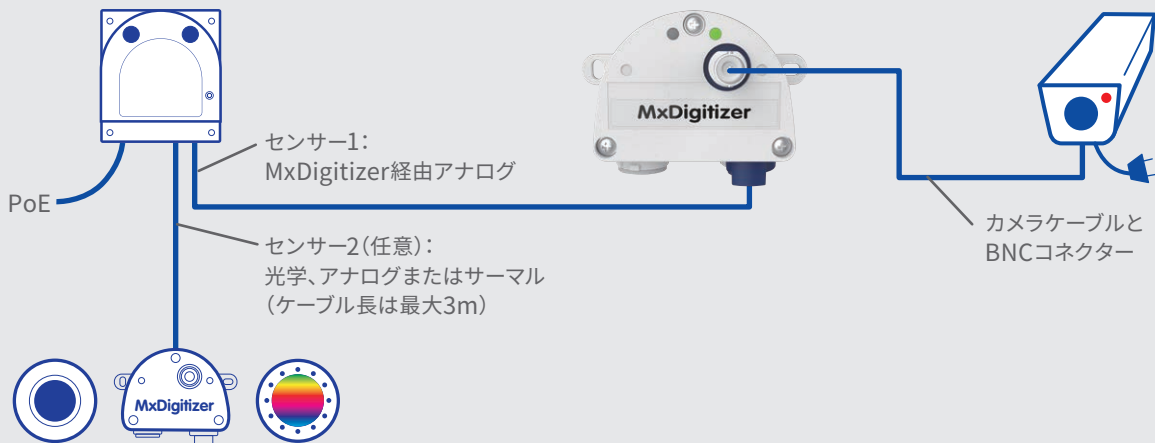 MxDigitizer
センサー1：
MxDigitizer経由アナログ
PoE
カメラケーブルと
BNCコネクター
センサー2（任意）：
光学、アナログまたはサーマル
（ケーブル長は最大3m）
MxDigitizer